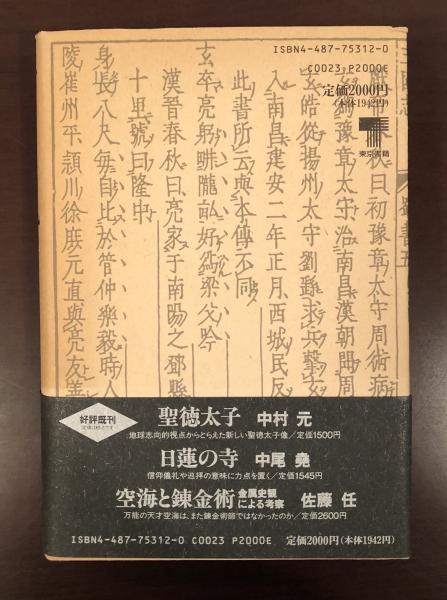 ISBN4-487-75312-0
C0023 P2000E
定価2000円
(本体1942円)
東京書籍
春秋曰初豫章太守周術病
豫章太守治南昌漢朝聞周
玄皓從揚州太守劉繇求兵擊玄
入南昌建安二年正月西城民反
此書所云與本傳不同
玄卒亮躬畊隴畝好為梁父吟
漢晉春秋曰亮家于南陽之鄧縣
十里號曰隆中
身長八尺每自比於管仲樂毅時人
陵崔州平潁川徐庶元直與亮友善
好評既刊
聖徳太子 中村 元
地球志向的視点からとらえた新しい聖徳太子像/定価1500円
日蓮の寺 中尾 堯
信仰儀礼や巡拝の意味に力点を置く/定価1545円
空海と錬金術 金属史観による考察 佐藤 任
万能の天才空海は、また錬金術師ではなかったのか/定価2600円
ISBN4-487-75312-0 C0023 P2000E 定価2000円(本体1942円)